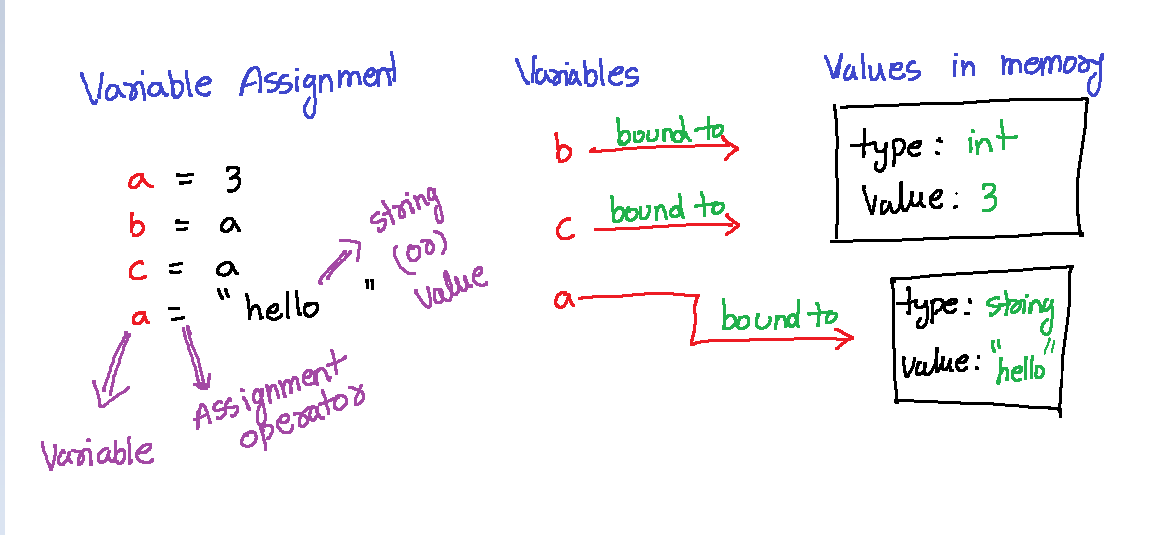 Variable Assignment
a = 3
b = a
c = a
a = "hello "
string
(or)
value
Assignment
operator
Variable
Variables
b bound to
c bound to
a bound to
Values in memory
type: int
Value: 3
type: string
value: "hello"